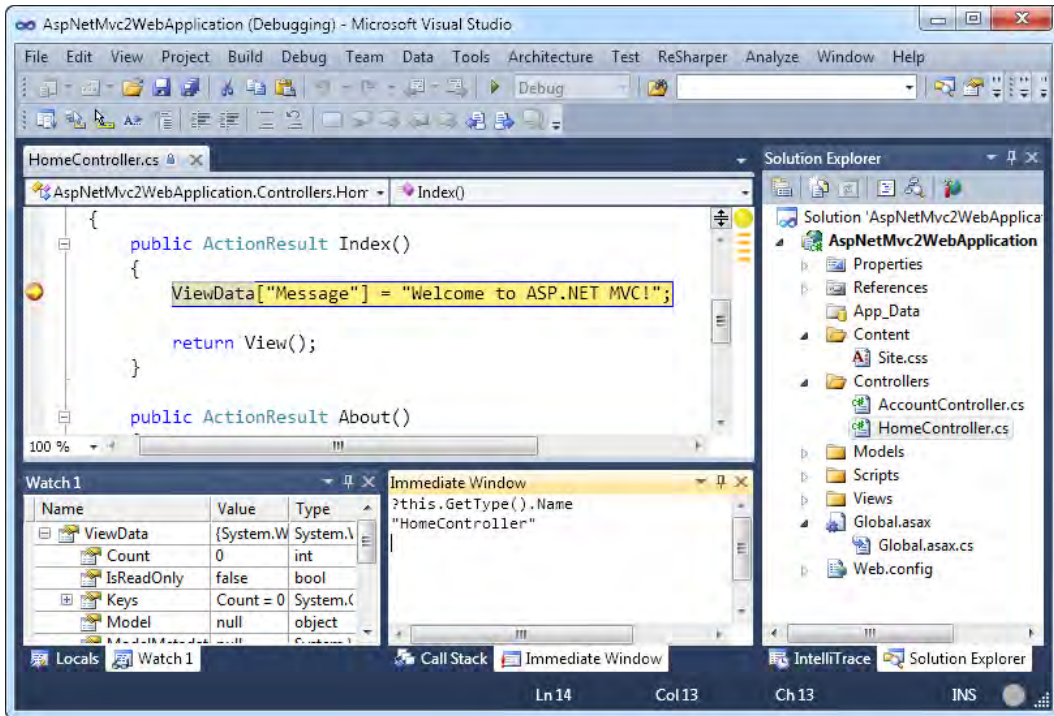 AspNetMvc2WebApplication (Debugging) - Microsoft Visual Studio
File Edit View Project Build Debug Team Data Tools Architecture Test ReSharper Analyze Window Help
Debug
HomeController.cs
AspNetMvc2WebApplication.Controllers.Hom
Index()
{
public ActionResult Index()
{
ViewData["Message"] = "Welcome to ASP.NET MVC!";
return View();
}
public ActionResult About()
100 %
Watch 1
Name Value Type
ViewData {System.W System.\
Count 0 int
IsReadOnly false bool
Keys Count = 0 System.(
Model null object
Locals Watch 1
Immediate Window
?this.GetType().Name
"HomeController"
Call Stack Immediate Window
Solution Explorer
Solution 'AspNetMvc2WebApplica
AspNetMvc2WebApplication
Properties
References
App_Data
Content
Site.css
Controllers
AccountController.cs
HomeController.cs
Models
Scripts
Views
Global.asax
Global.asax.cs
Web.config
IntelliTrace Solution Explorer
Ln 14 Col 13 Ch 13 INS